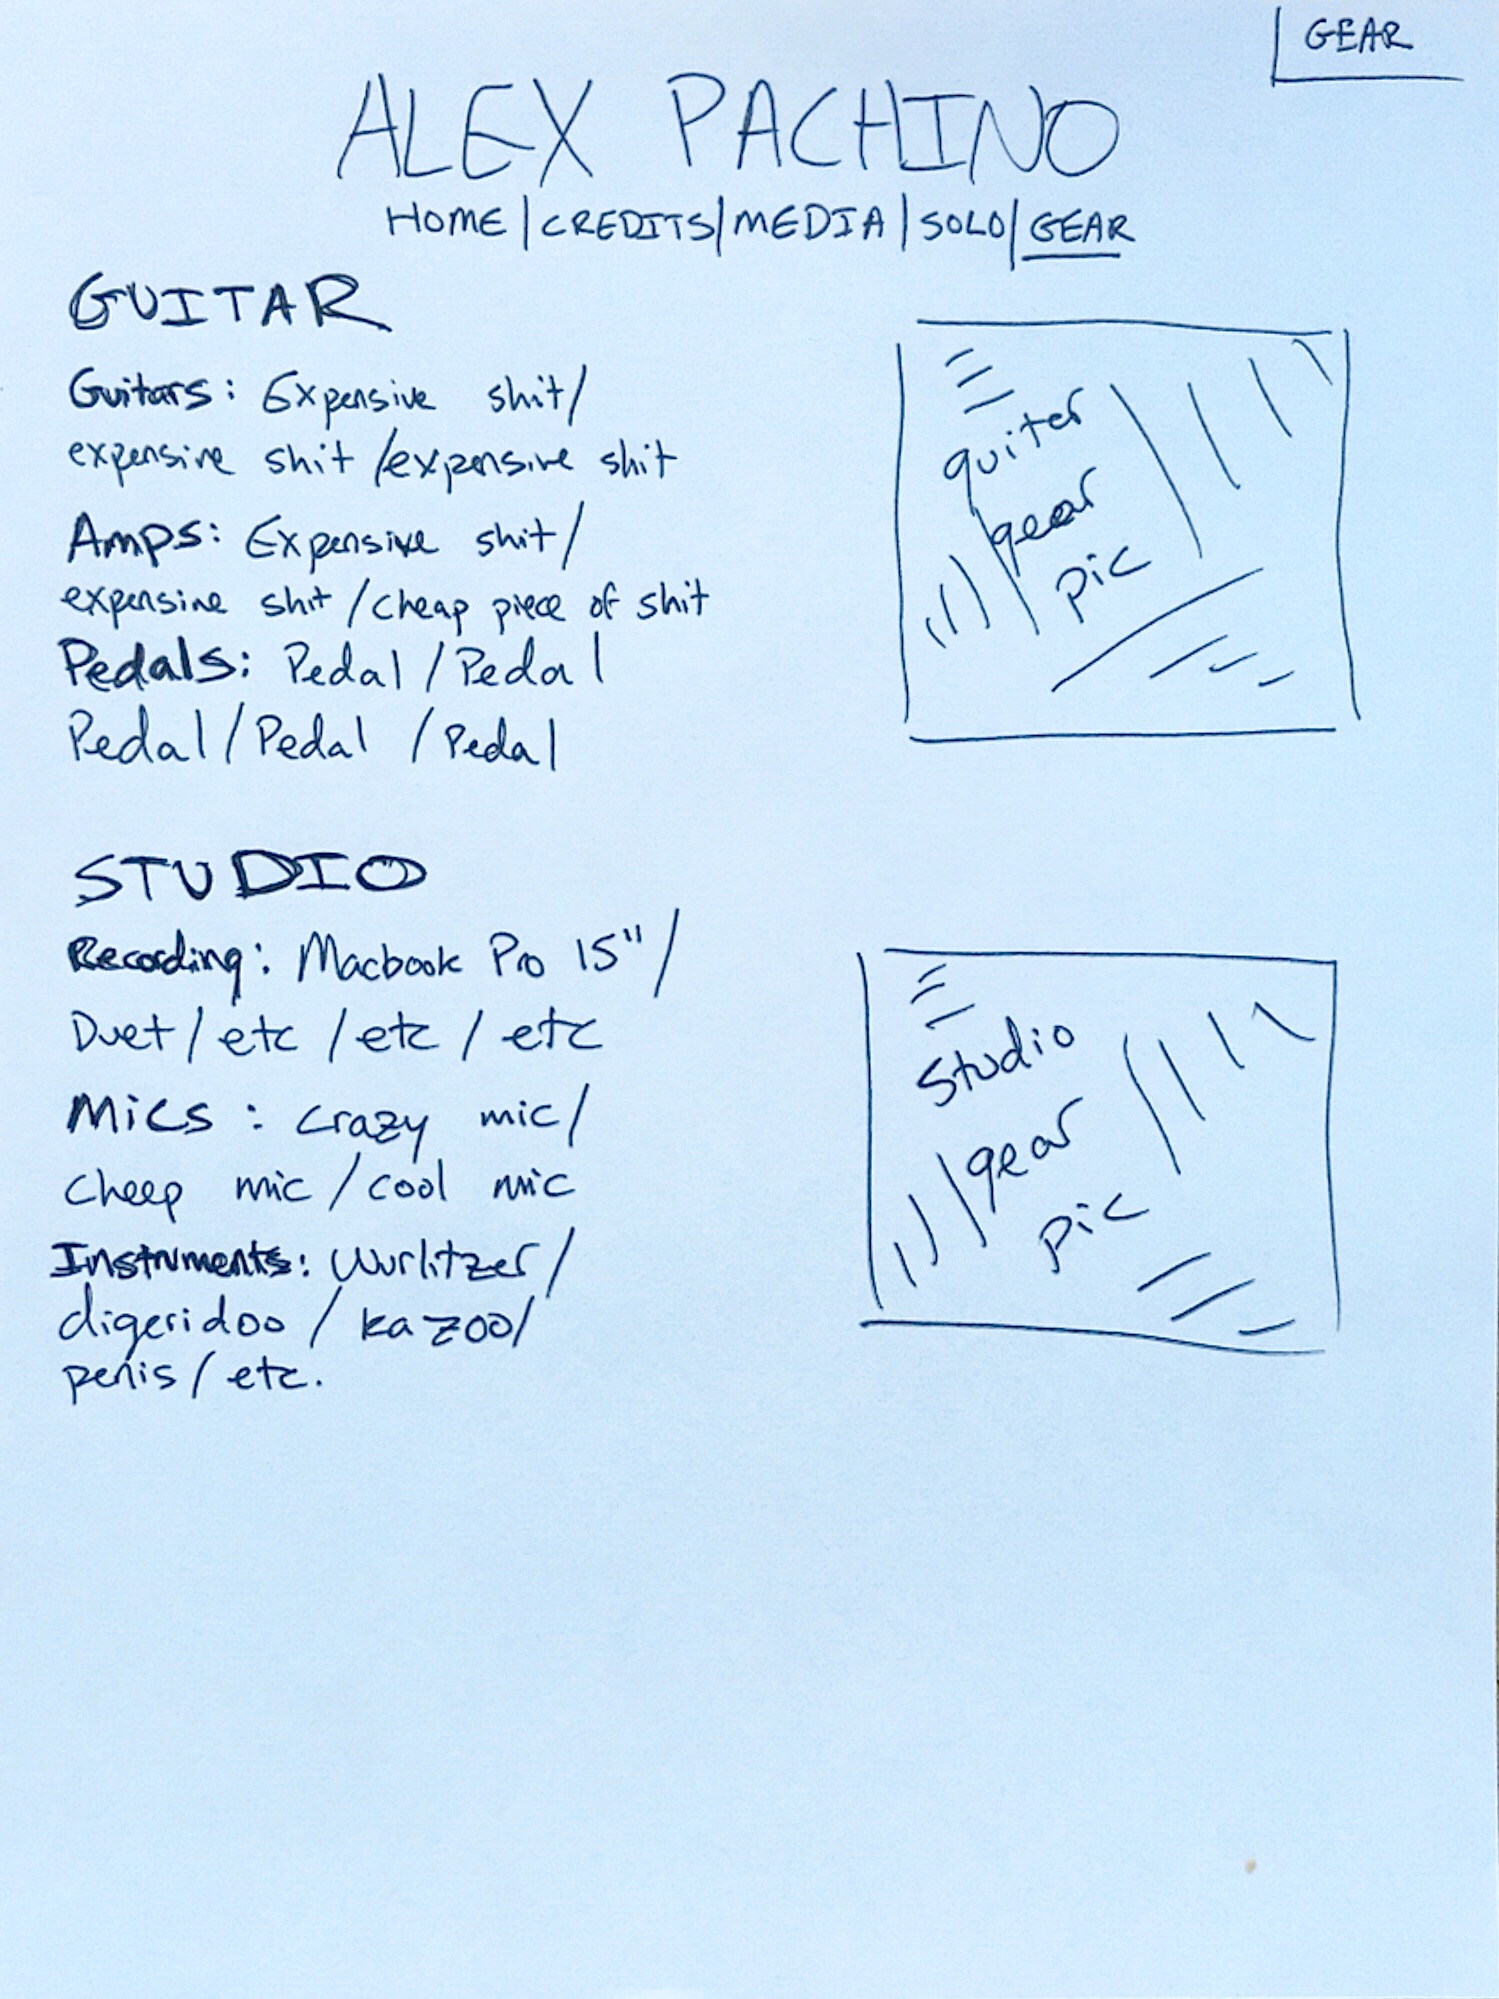 GEAR
ALEX PACHINO
HOME | CREDITS | MEDIA | SOLO | GEAR
GUITAR
Guitars: Expensive shit/
expensive shit /expensive shit
Amps: Expensive shit/
expensive shit /cheap piece of shit
Pedals: Pedal / Pedal
Pedal / Pedal / Pedal
guiter
gear
pic
STUDIO
Recording: Macbook Pro 15" /
Duet / etc / etc / etc
Mics : crazy mic/
cheep mic / cool mic
Instruments: Wurlitzer /
digeridoo / kazoo/
penis / etc.
Studio
gear
pic